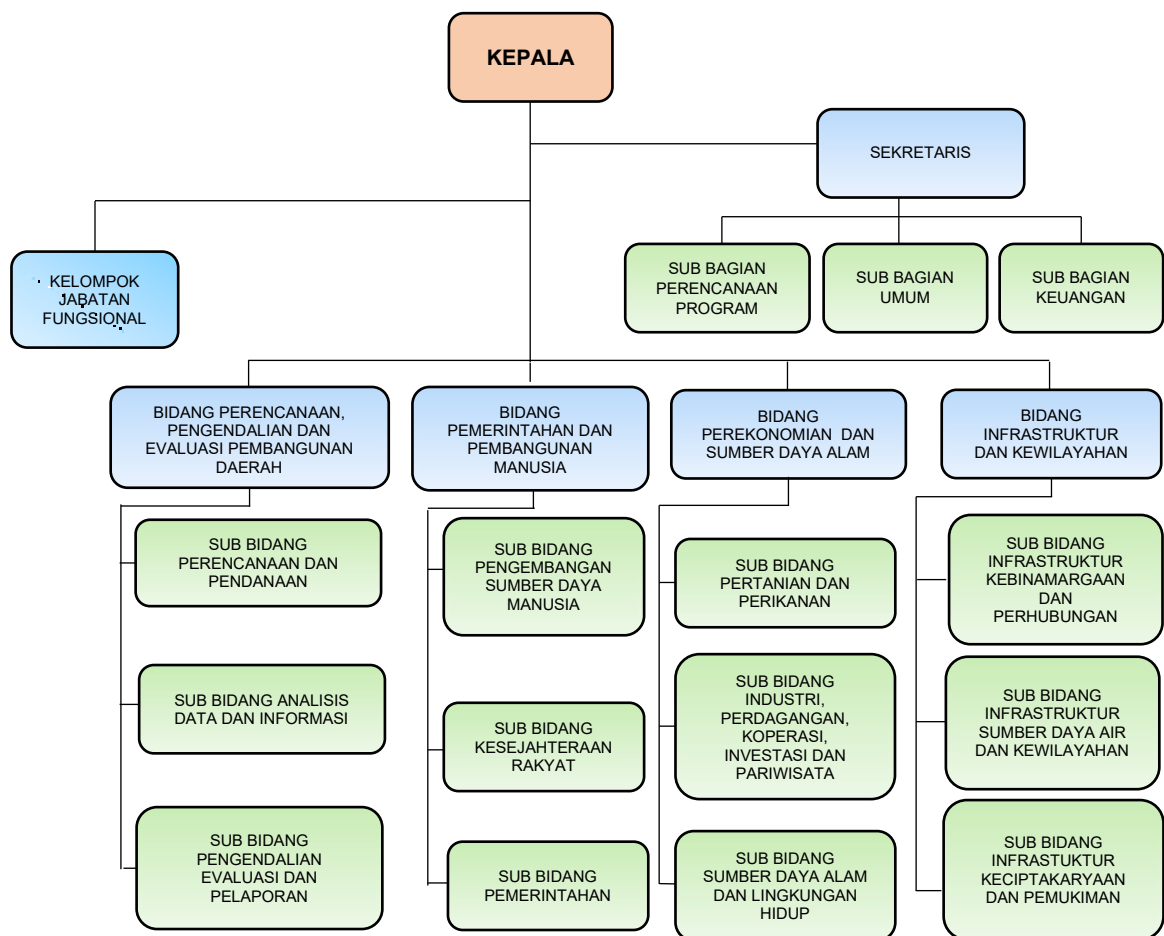 KEPALA
SEKRETARIS
KELOMPOK
JABATAN
FUNGSIONAL
SUB BAGIAN
PERENCANAAN
PROGRAM
SUB BAGIAN
UMUM
SUB BAGIAN
KEUANGAN
BIDANG PERENCANAAN,
PENGENDALIAN DAN
EVALUASI PEMBANGUNAN
DAERAH
BIDANG
PEMERINTAHAN DAN
PEMBANGUNAN
MANUSIA
BIDANG
PEREKONOMIAN DAN
SUMBER DAYA ALAM
BIDANG
INFRASTRUKTUR
DAN KEWILAYAHAN
SUB BIDANG
PERENCANAAN DAN
PENDANAAN
SUB BIDANG ANALISIS
DATA DAN INFORMASI
SUB BIDANG
PENGENDALIAN
EVALUASI DAN
PELAPORAN
SUB BIDANG
PENGEMBANGAN
SUMBER DAYA
MANUSIA
SUB BIDANG
KESEJAHTERAAN
RAKYAT
SUB BIDANG
PEMERINTAHAN
SUB BIDANG
PERTANIAN DAN
PERIKANAN
SUB BIDANG
INDUSTRI,
PERDAGANGAN,
KOPERASI,
INVESTASI DAN
PARIWISATA
SUB BIDANG
SUMBER DAYA ALAM
DAN LINGKUNGAN
HIDUP
SUB BIDANG
INFRASTRUKTUR
KEBINAMARGAAN
DAN
PERHUBUNGAN
SUB BIDANG
INFRASTRUKTUR
SUMBER DAYA AIR
DAN KEWILAYAHAN
SUB BIDANG
INFRASTUKTUR
KECIPTAKARYAAN
DAN PEMUKIMAN